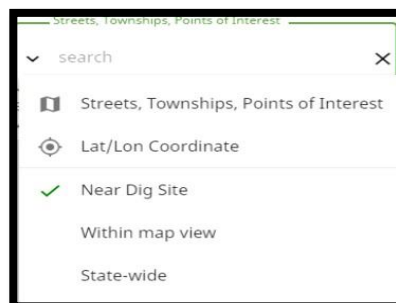 Streets, Townships, Points of Interest
search
Streets, Townships, Points of Interest
Lat/Lon Coordinate
Near Dig Site
Within map view
State-wide